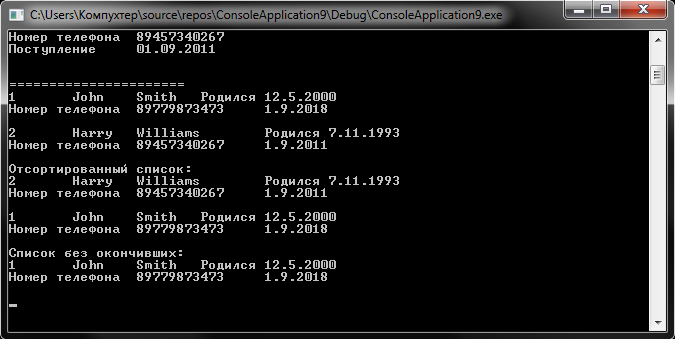 C:\Users\Компухтер\source\repos\ConsoleApplication9\Debug\ConsoleApplication9.exe
Номер телефона 89457340267
Поступление 01.09.2011
======================
1 John Smith Родился 12.5.2000
Номер телефона 89779873473 1.9.2018
2 Harry Williams Родился 7.11.1993
Номер телефона 89457340267 1.9.2011
Отсортированный список:
2 Harry Williams Родился 7.11.1993
Номер телефона 89457340267 1.9.2011
1 John Smith Родился 12.5.2000
Номер телефона 89779873473 1.9.2018
Список без окончивших:
1 John Smith Родился 12.5.2000
Номер телефона 89779873473 1.9.2018